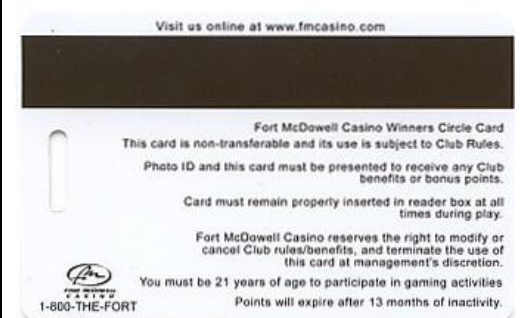 Visit us online at www.fmcasino.com
Fort McDowell Casino Winners Circle Card
This card is non-transferable and its use is subject to Club Rules.
Photo ID and this card must be presented to receive any Club
benefits or bonus points.
Card must remain properly inserted in reader box at all
times during play.
Fort McDowell Casino reserves the right to modify or
cancel Club rules/benefits, and terminate the use of
this card at management's discretion.
You must be 21 years of age to participate in gaming activities
Points will expire after 13 months of inactivity.
FORT MCDOWELL
CASINO
1-800-THE-FORT